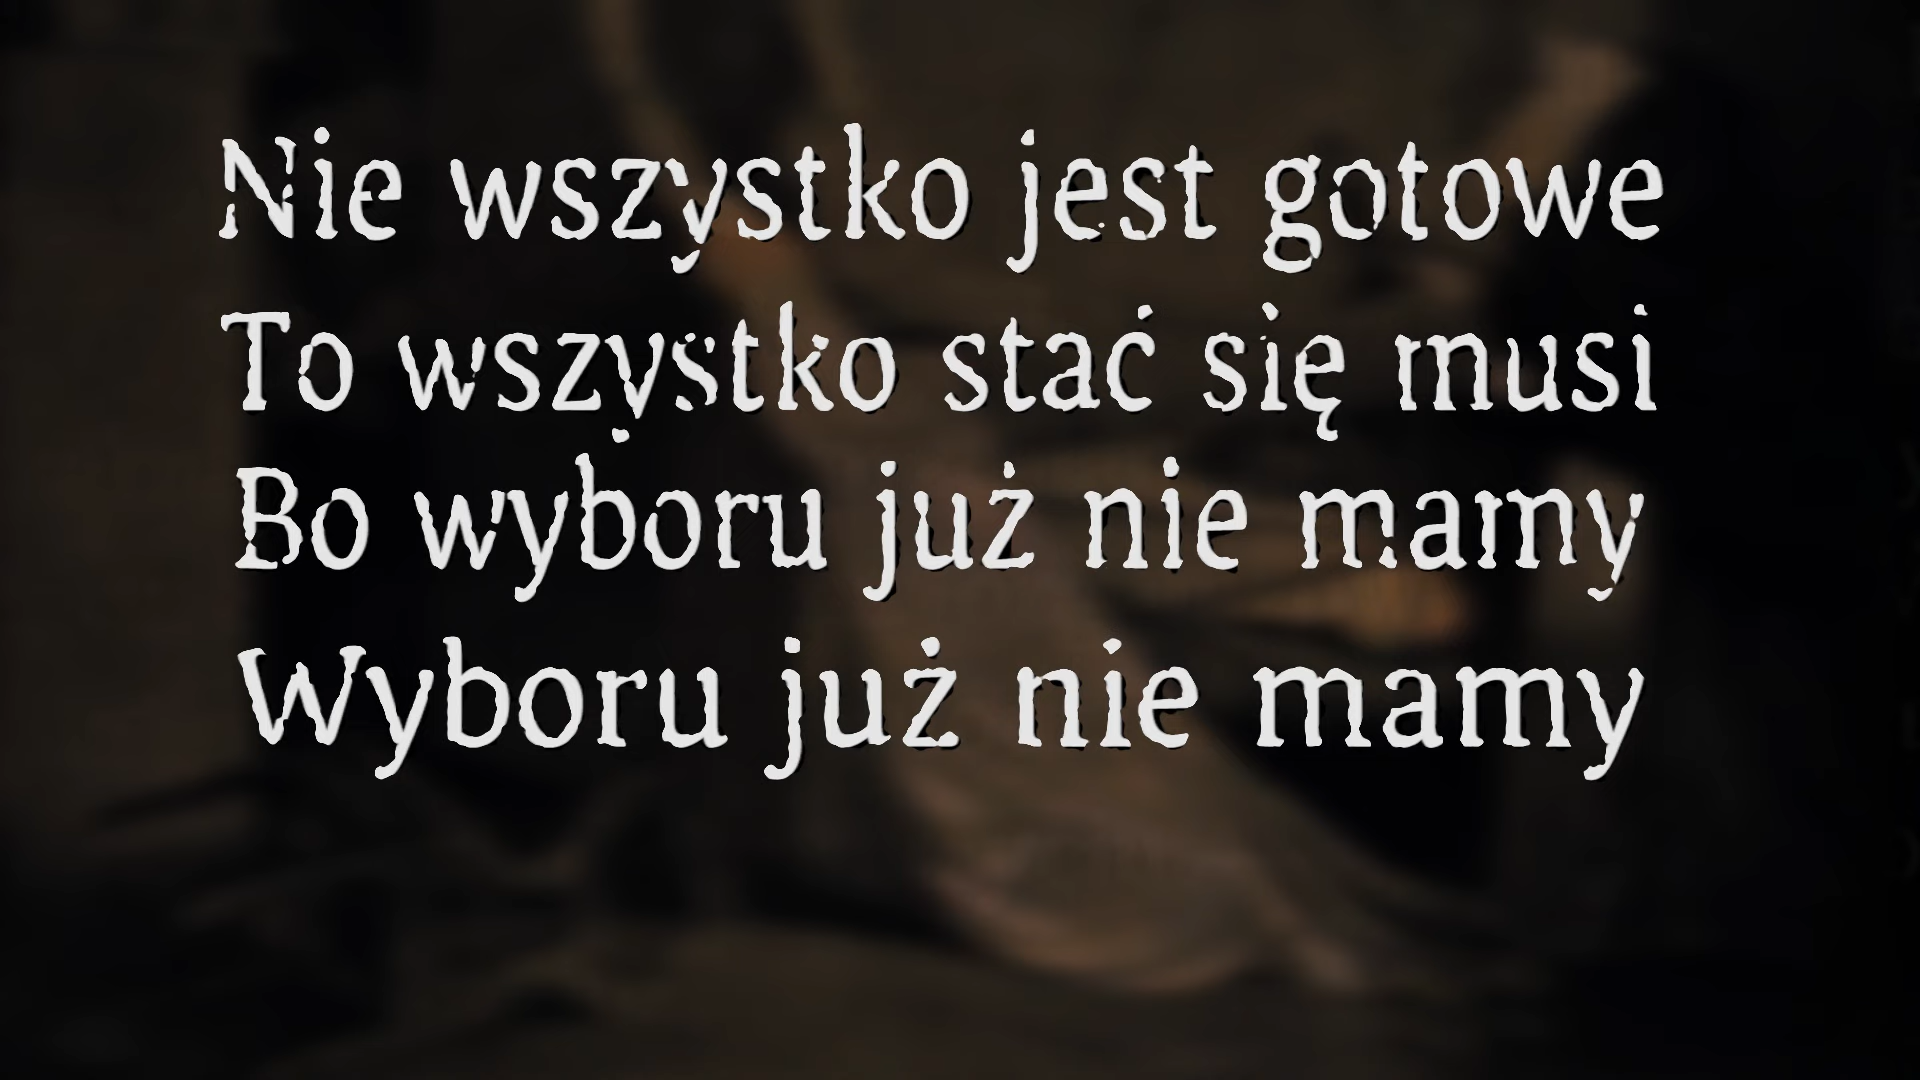 Nie wszystko jest gotowe
To wszystko stać się musi
Bo wyboru już nie mamy
Wyboru już nie mamy